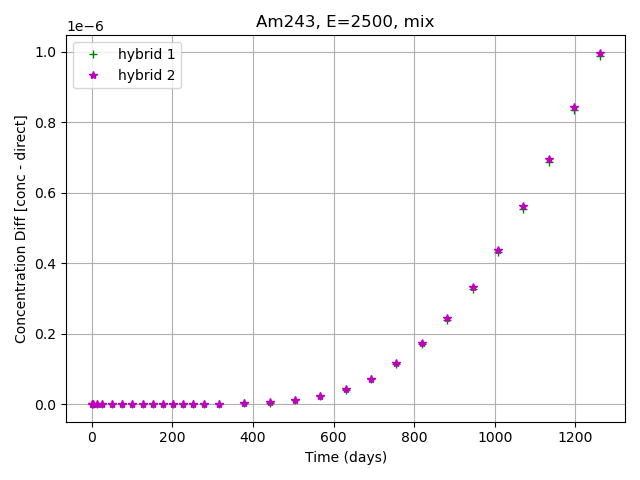 Am243, E=2500, mix
1e−6
hybrid 1
hybrid 2
1.0
0.8
0.6
0.4
0.2
0.0
Concentration Diff [conc - direct]
0 200 400 600 800 1000 1200
Time (days)